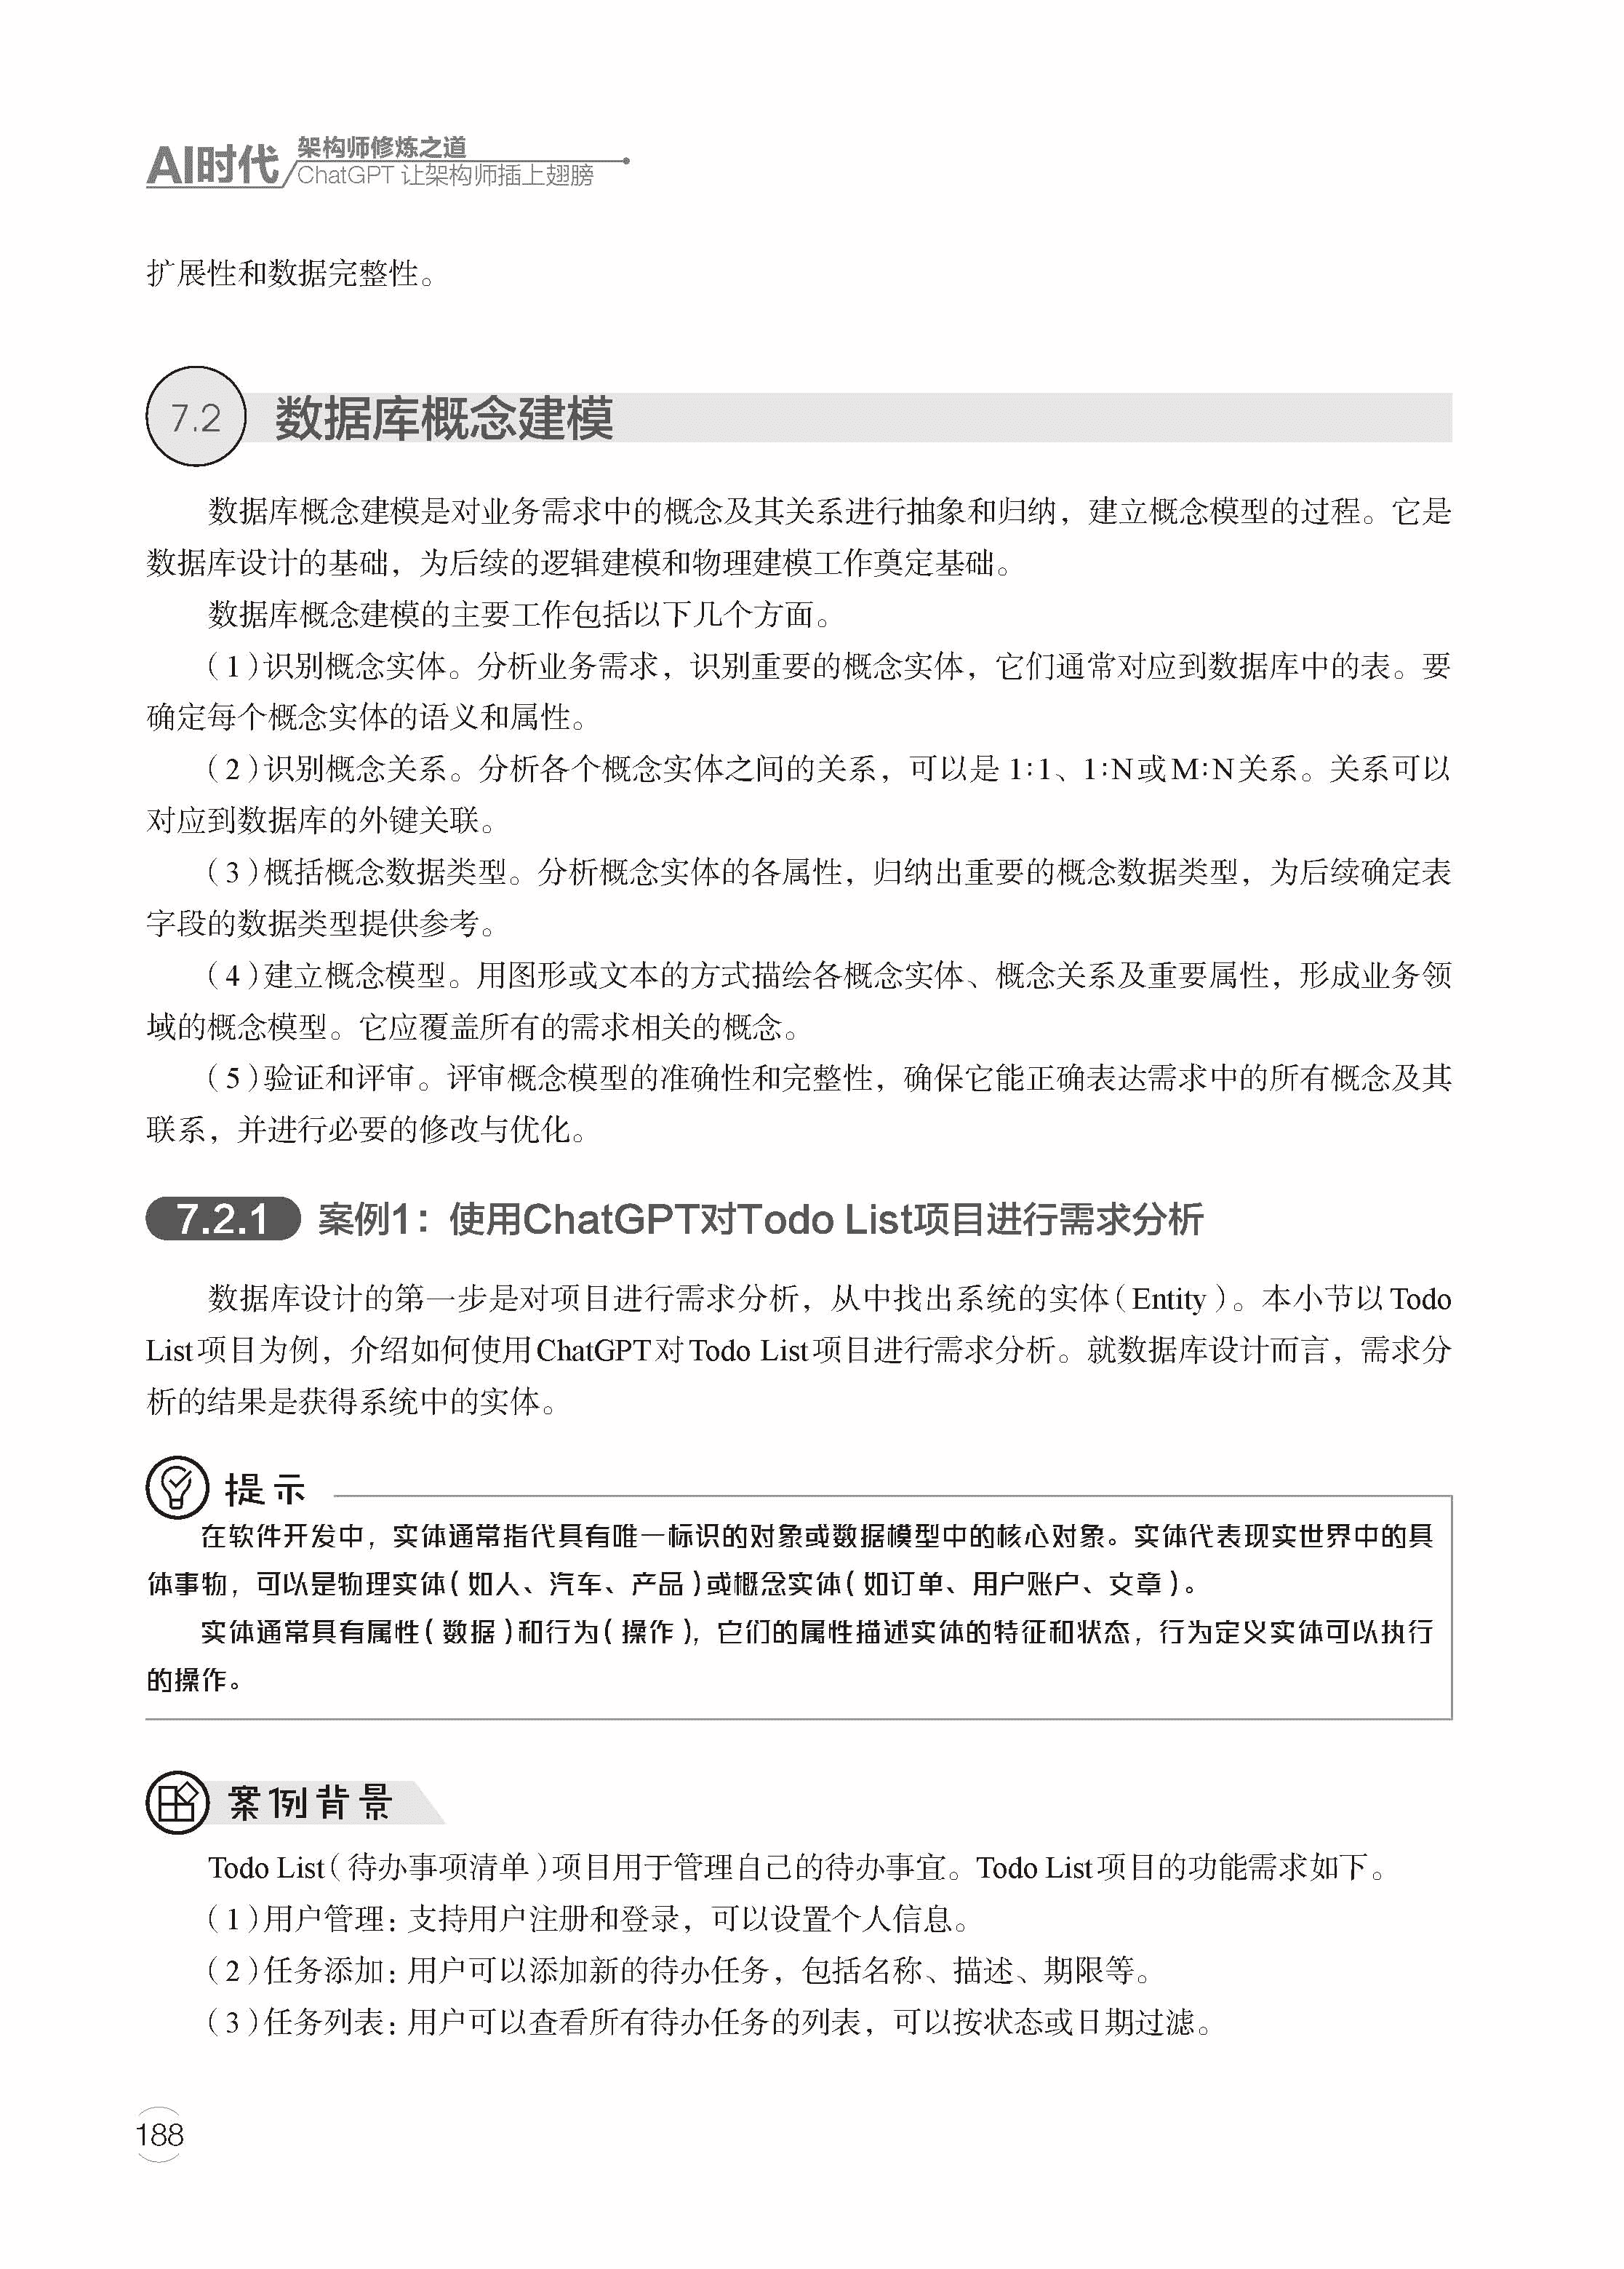 AI时代
架构师修炼之道
ChatGPT 让架构师插上翅膀
扩展性和数据完整性。
7.2 数据库概念建模
数据库概念建模是对业务需求中的概念及其关系进行抽象和归纳，建立概念模型的过程。它是
数据库设计的基础，为后续的逻辑建模和物理建模工作奠定基础。
数据库概念建模的主要工作包括以下几个方面。
（1）识别概念实体。分析业务需求，识别重要的概念实体，它们通常对应到数据库中的表。要
确定每个概念实体的语义和属性。
（2）识别概念关系。分析各个概念实体之间的关系，可以是 1:1、1:N或M:N关系。关系可以
对应到数据库的外键关联。
（3）概括概念数据类型。分析概念实体的各属性，归纳出重要的概念数据类型，为后续确定表
字段的数据类型提供参考。
（4）建立概念模型。用图形或文本的方式描绘各概念实体、概念关系及重要属性，形成业务领
域的概念模型。它应覆盖所有的需求相关的概念。
（5）验证和评审。评审概念模型的准确性和完整性，确保它能正确表达需求中的所有概念及其
联系，并进行必要的修改与优化。
7.2.1 案例1：使用ChatGPT对Todo List项目进行需求分析
数据库设计的第一步是对项目进行需求分析，从中找出系统的实体（Entity）。本小节以Todo
List项目为例，介绍如何使用ChatGPT对Todo List项目进行需求分析。就数据库设计而言，需求分
析的结果是获得系统中的实体。
提示
在软件开发中，实体通常指代具有唯一标识的对象或数据模型中的核心对象。实体代表现实世界中的具
体事物，可以是物理实体（如人、汽车、产品）或概念实体（如订单、用户账户、文章）。
实体通常具有属性（数据）和行为（操作），它们的属性描述实体的特征和状态，行为定义实体可以执行
的操作。
案例背景
Todo List（待办事项清单）项目用于管理自己的待办事宜。Todo List项目的功能需求如下。
（1）用户管理：支持用户注册和登录，可以设置个人信息。
（2）任务添加：用户可以添加新的待办任务，包括名称、描述、期限等。
（3）任务列表：用户可以查看所有待办任务的列表，可以按状态或日期过滤。
188